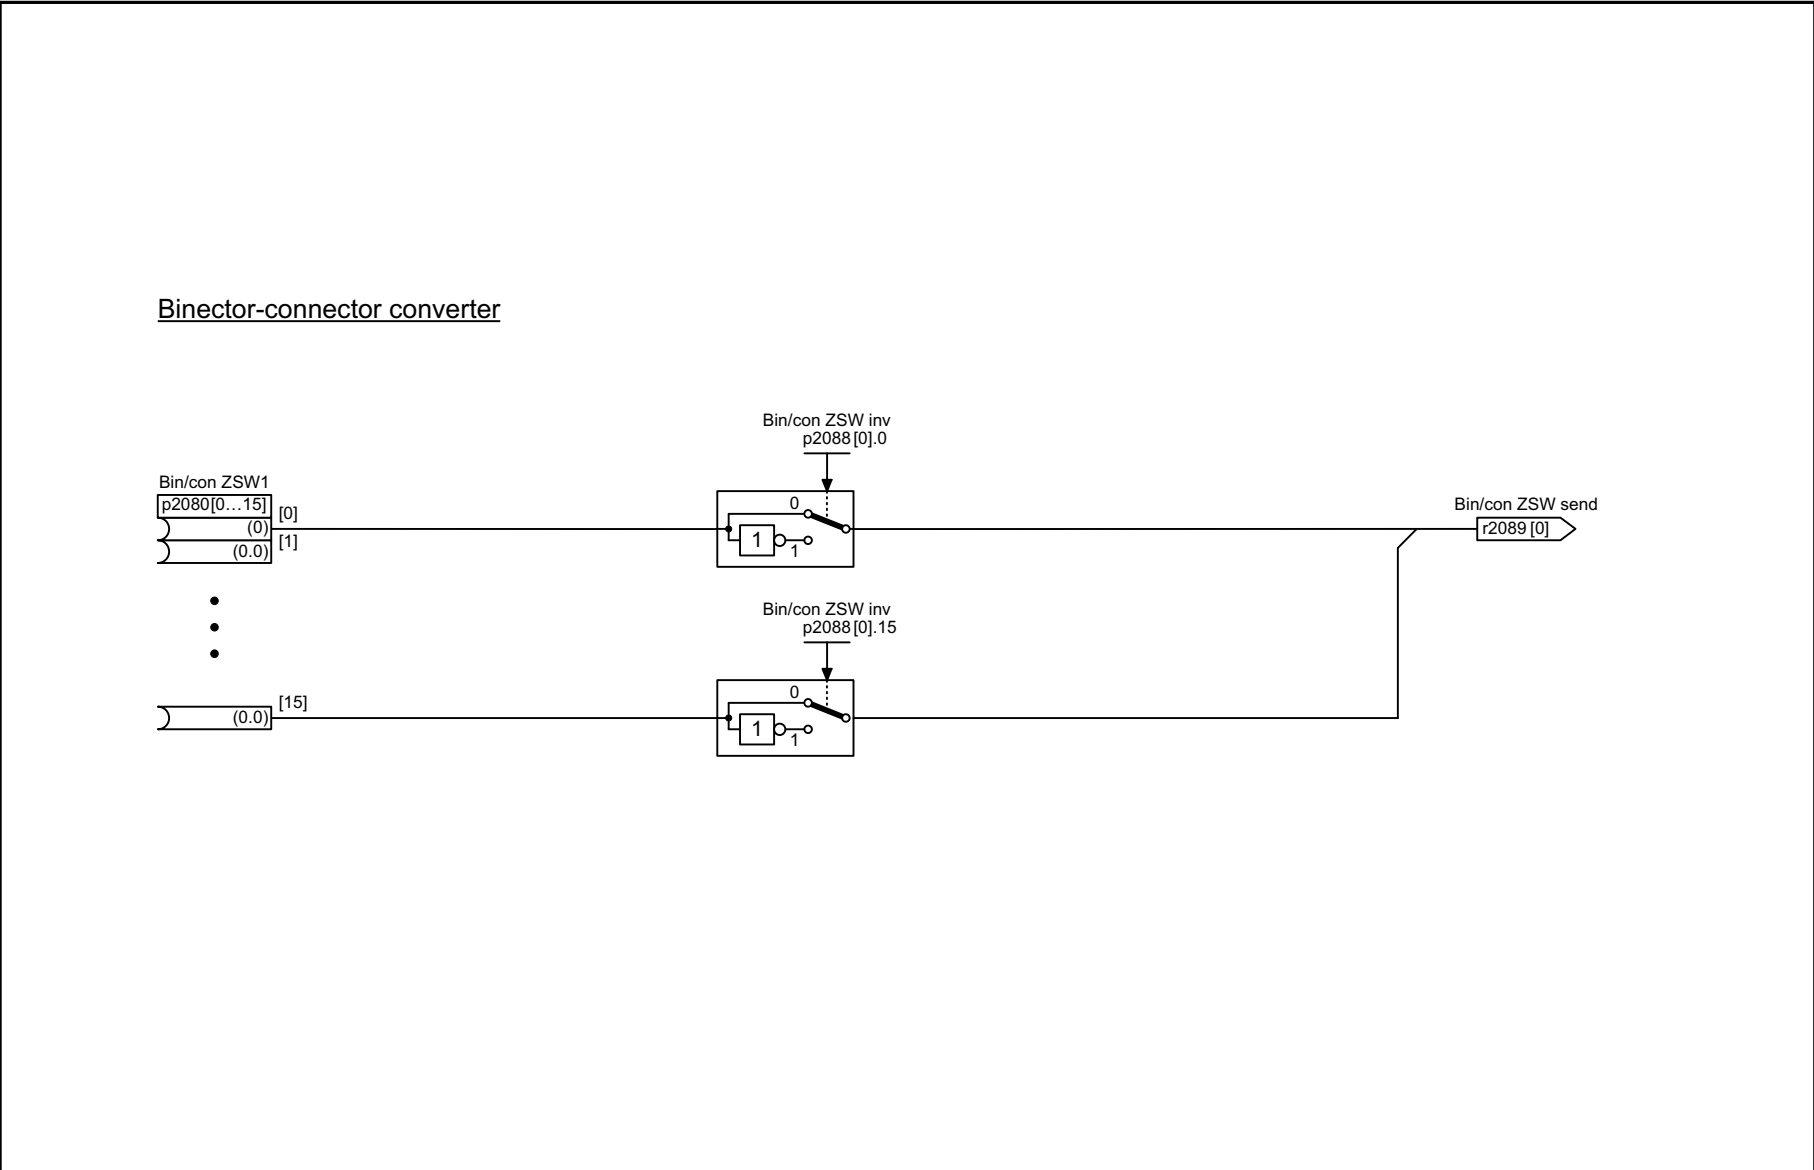 Binector-connector converter
Bin/con ZSW inv
p2088[0].0
Bin/con ZSW1
p2080[0...15]
[0]
(0)
[1]
(0.0)
0
1
1
Bin/con ZSW send
r2089[0]
Bin/con ZSW inv
p2088[0].15
[15]
(0.0)
0
1
1